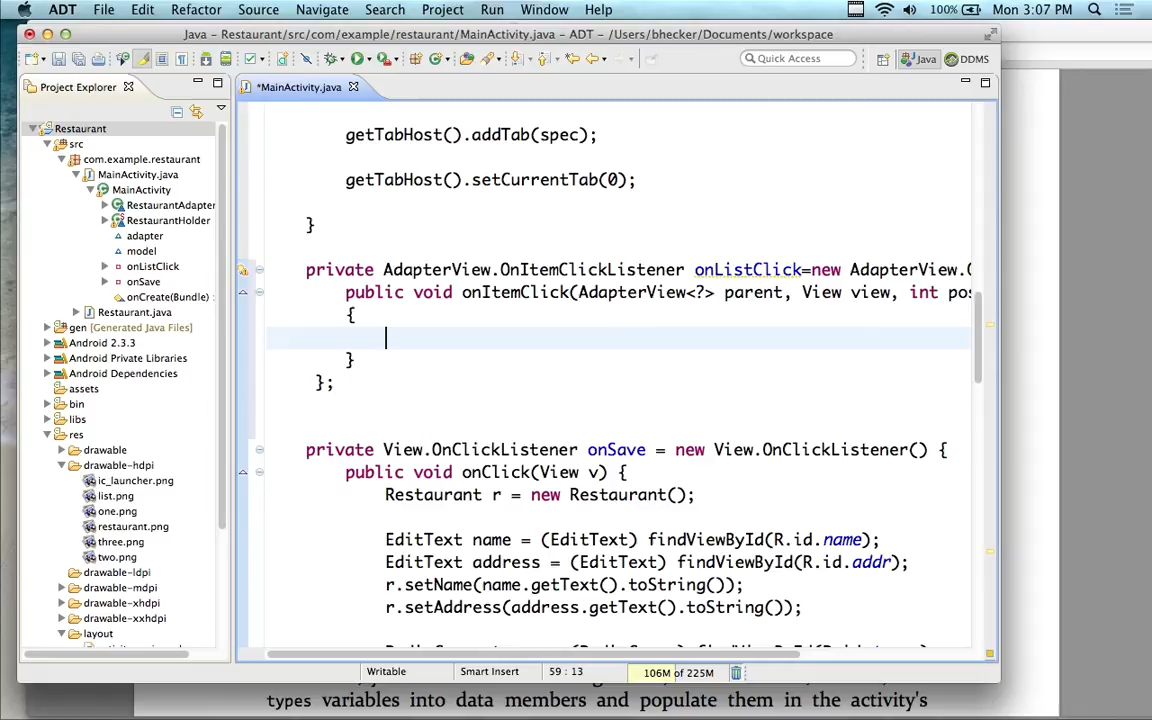 ADT File Edit Refactor Source Navigate Search Project Run Window Help 100% Mon 3:07 PM
Java – Restaurant/src/com/example/restaurant/MainActivity.java – ADT – /Users/bhecker/Documents/workspace
Quick Access Java DDMS
Project Explorer
*MainActivity.java
Restaurant
src
com.example.restaurant
MainActivity.java
MainActivity
RestaurantAdapter
RestaurantHolder
adapter
model
onListClick
onSave
onCreate(Bundle) :
Restaurant.java
gen [Generated Java Files]
Android 2.3.3
Android Private Libraries
Android Dependencies
assets
bin
libs
res
drawable
drawable-hdpi
ic_launcher.png
list.png
one.png
restaurant.png
three.png
two.png
drawable-ldpi
drawable-mdpi
drawable-xhdpi
drawable-xxhdpi
layout
getTabHost().addTab(spec);
getTabHost().setCurrentTab(0);
}
private AdapterView.OnItemClickListener onListClick=new AdapterView.O
public void onItemClick(AdapterView<?> parent, View view, int pos
{
}
};
private View.OnClickListener onSave = new View.OnClickListener() {
public void onClick(View v) {
Restaurant r = new Restaurant();
EditText name = (EditText) findViewById(R.id.name);
EditText address = (EditText) findViewById(R.id.addr);
r.setName(name.getText().toString());
r.setAddress(address.getText().toString());
Writable Smart Insert 59 : 13 106M of 225M
types variables into data members and populate them in the activity's